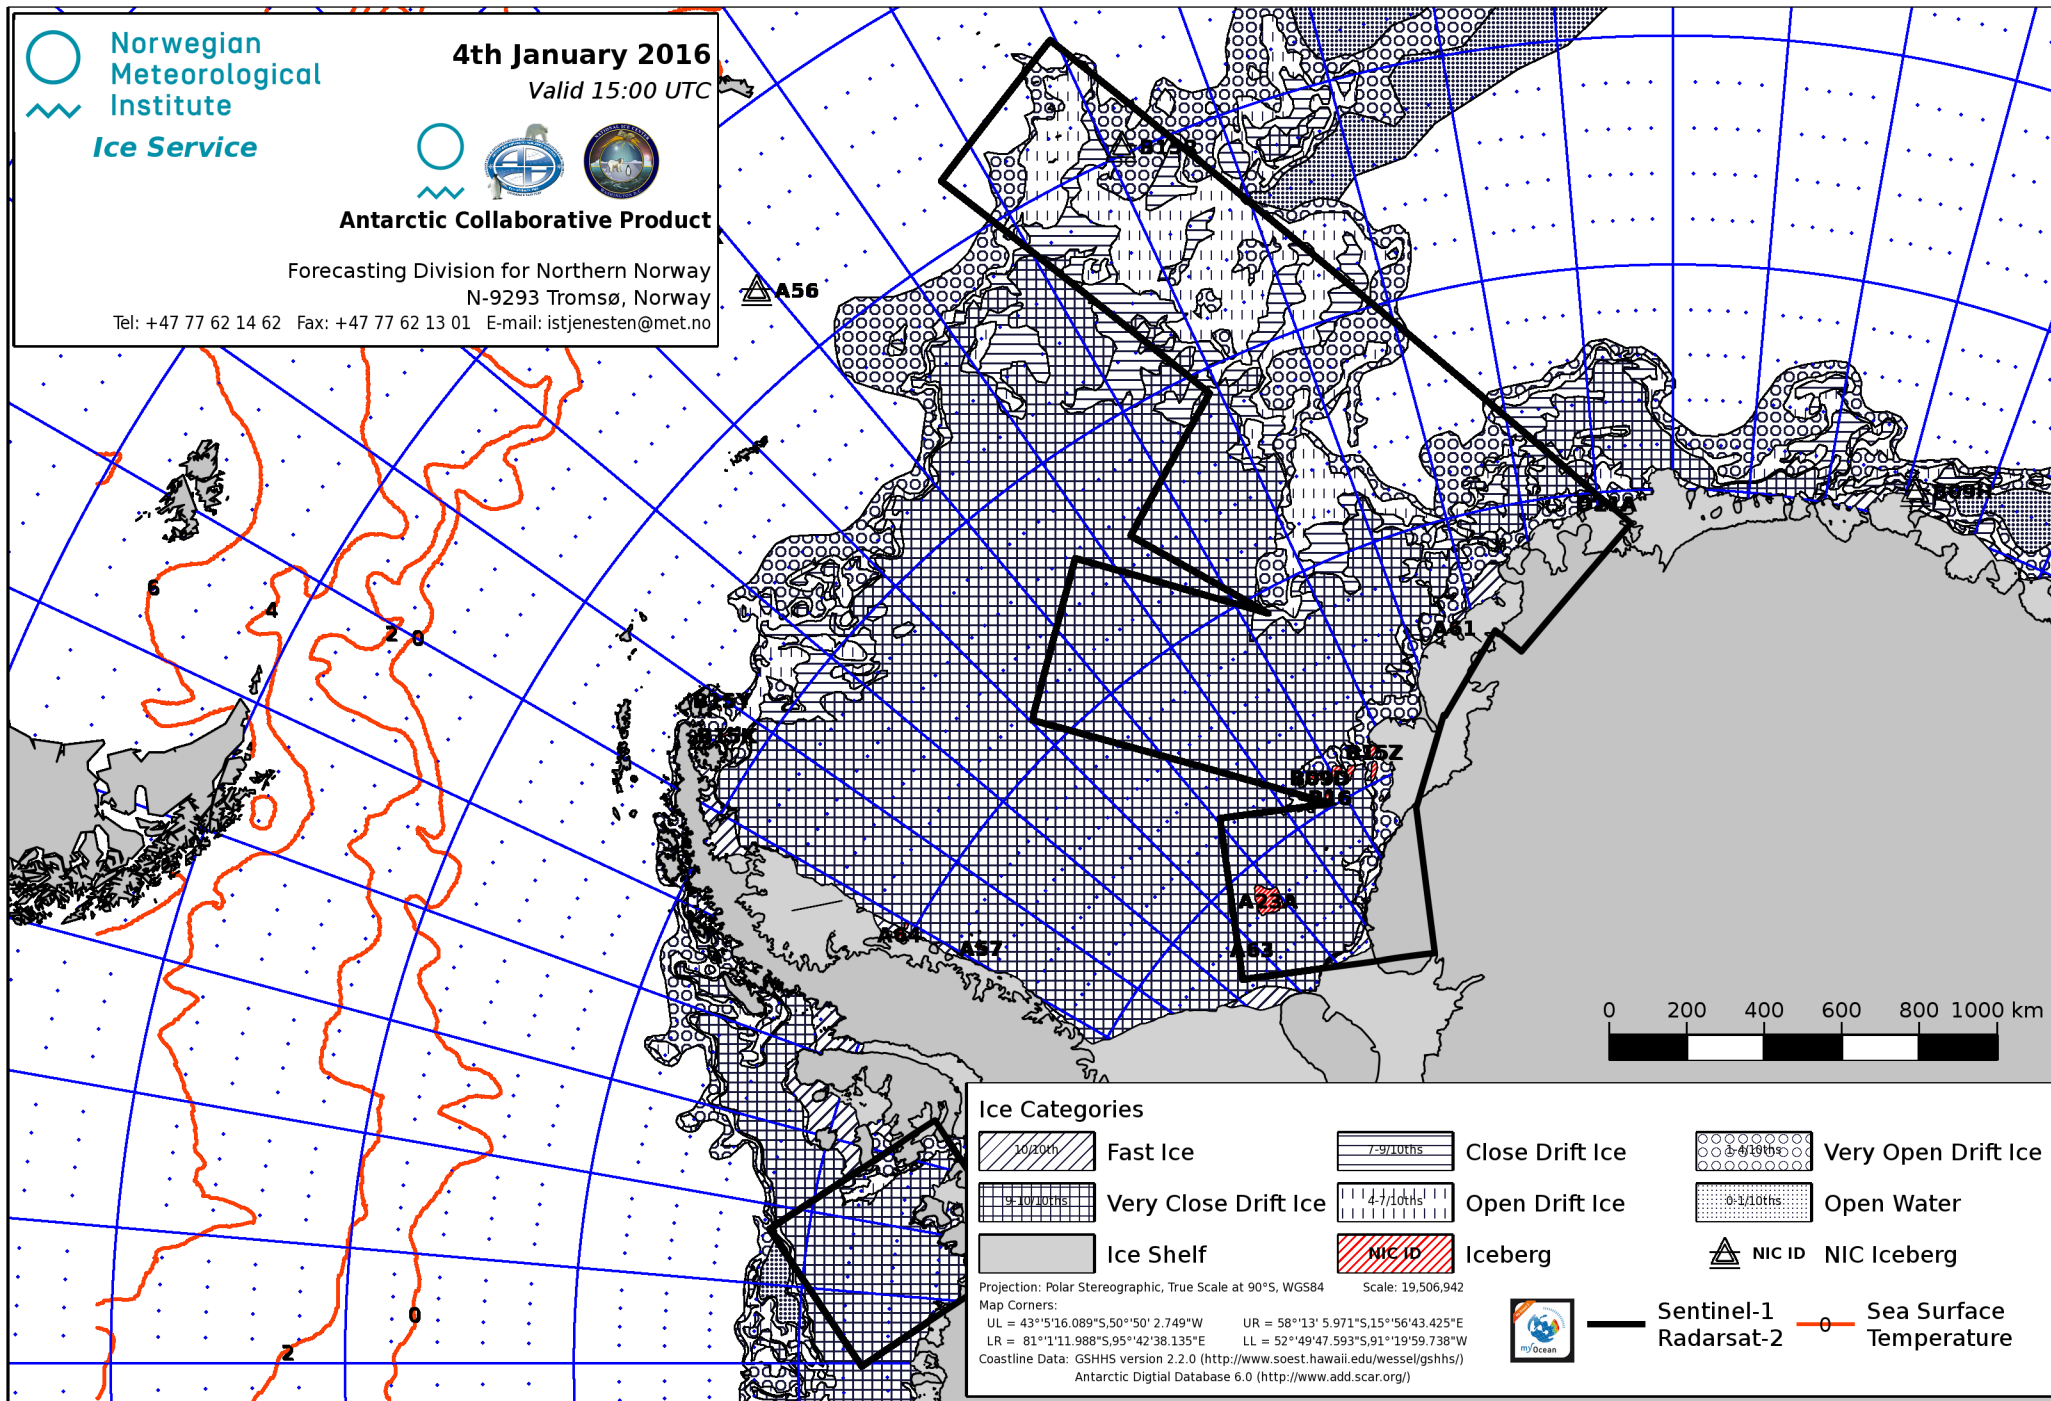 Norwegian
Meteorological
Institute
Ice Service
4th January 2016
Valid 15:00 UTC
Antarctic Collaborative Product
Forecasting Division for Northern Norway
N-9293 Tromsø, Norway
Tel: +47 77 62 14 62 Fax: +47 77 62 13 01 E-mail: istjenesten@met.no
A56
6
4
2
0
A61
B15Z
B09D
B16
A23A
A63
A64
A57
0
2
0 200 400 600 800 1000 km
Ice Categories
10/10th Fast Ice
7-9/10ths Close Drift Ice
1-4/10ths Very Open Drift Ice
9-10/10ths Very Close Drift Ice
4-7/10ths Open Drift Ice
0-1/10ths Open Water
Ice Shelf
NIC ID Iceberg
NIC ID NIC Iceberg
Projection: Polar Stereographic, True Scale at 90°S, WGS84 Scale: 19,506,942
Map Corners:
UL = 43°'5'16.089"S,50°'50' 2.749"W UR = 58°'13' 5.971"S,15°'56'43.425"E
LR = 81°'1'11.988"S,95°'42'38.135"E LL = 52°'49'47.593"S,91°'19'59.738"W
Coastline Data: GSHHS version 2.2.0 (http://www.soest.hawaii.edu/wessel/gshhs/)
Antarctic Digtial Database 6.0 (http://www.add.scar.org/)
my Ocean
Sentinel-1
Radarsat-2
0
Sea Surface
Temperature